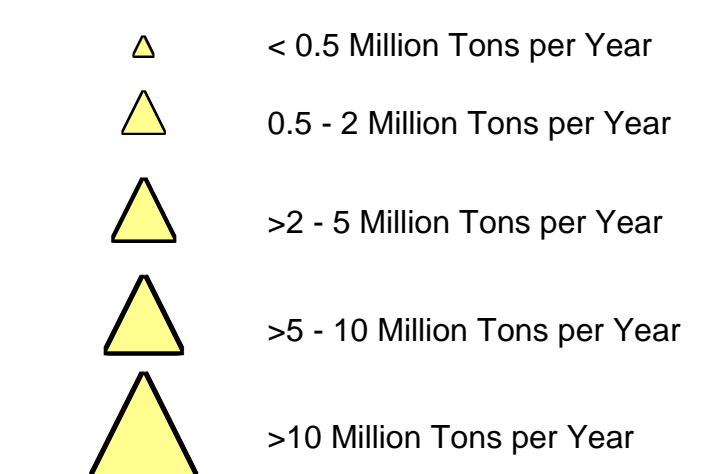 < 0.5 Million Tons per Year
0.5 - 2 Million Tons per Year
>2 - 5 Million Tons per Year
>5 - 10 Million Tons per Year
>10 Million Tons per Year